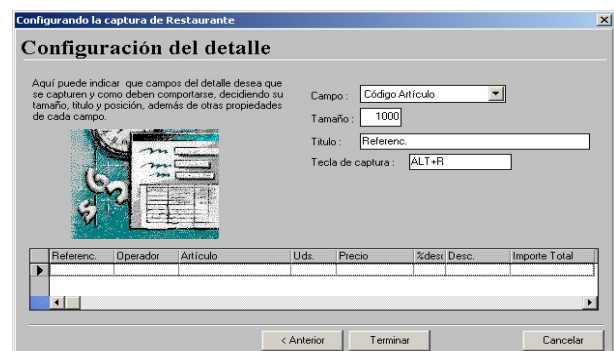 Configurando la captura de Restaurante
Configuración del detalle
Aquí puede indicar que campos del detalle desea que
se capturen y como deben comportarse, decidiendo su
tamaño, titulo y posición, además de otras propiedades
de cada campo.
Campo : Código Artículo
Tamaño : 1000
Titulo : Referenc.
Tecla de captura : ALT+R
Referenc. Operador Artículo Uds. Precio %desc Desc. Importe Total
< Anterior Terminar Cancelar